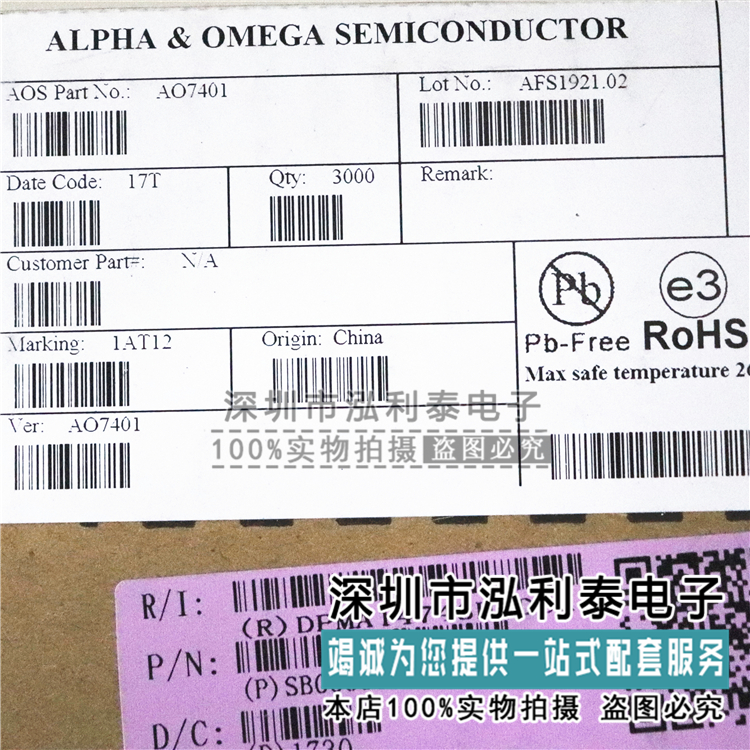 ALPHA & OMEGA SEMICONDUCTOR
AOS Part No.: AO7401
Lot No.: AFS1921.02
Date Code: 17T
Qty: 3000
Remark:
Customer Part#: N/A
Pb
e3
Pb-Free RoHS
Marking: 1AT12
Origin: China
Max safe temperature
Ver: AO7401
深圳市泓利泰电子
100%实物拍摄 盗图必究
R/I:
(R)
P/N:
D/C:
(D)1730
深圳市泓利泰电子
竭诚为您提供一站式配套服务
本店100%实物拍摄 盗图必究